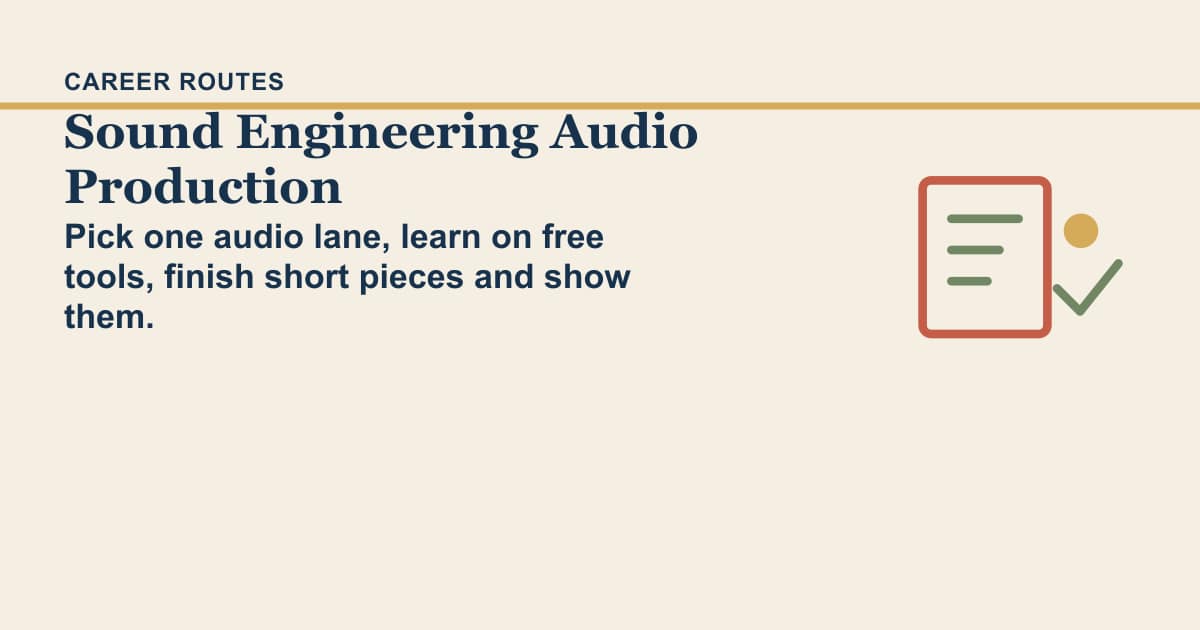 CAREER ROUTES
Sound Engineering Audio
Production
Pick one audio lane, learn on free
tools, finish short pieces and show
them.